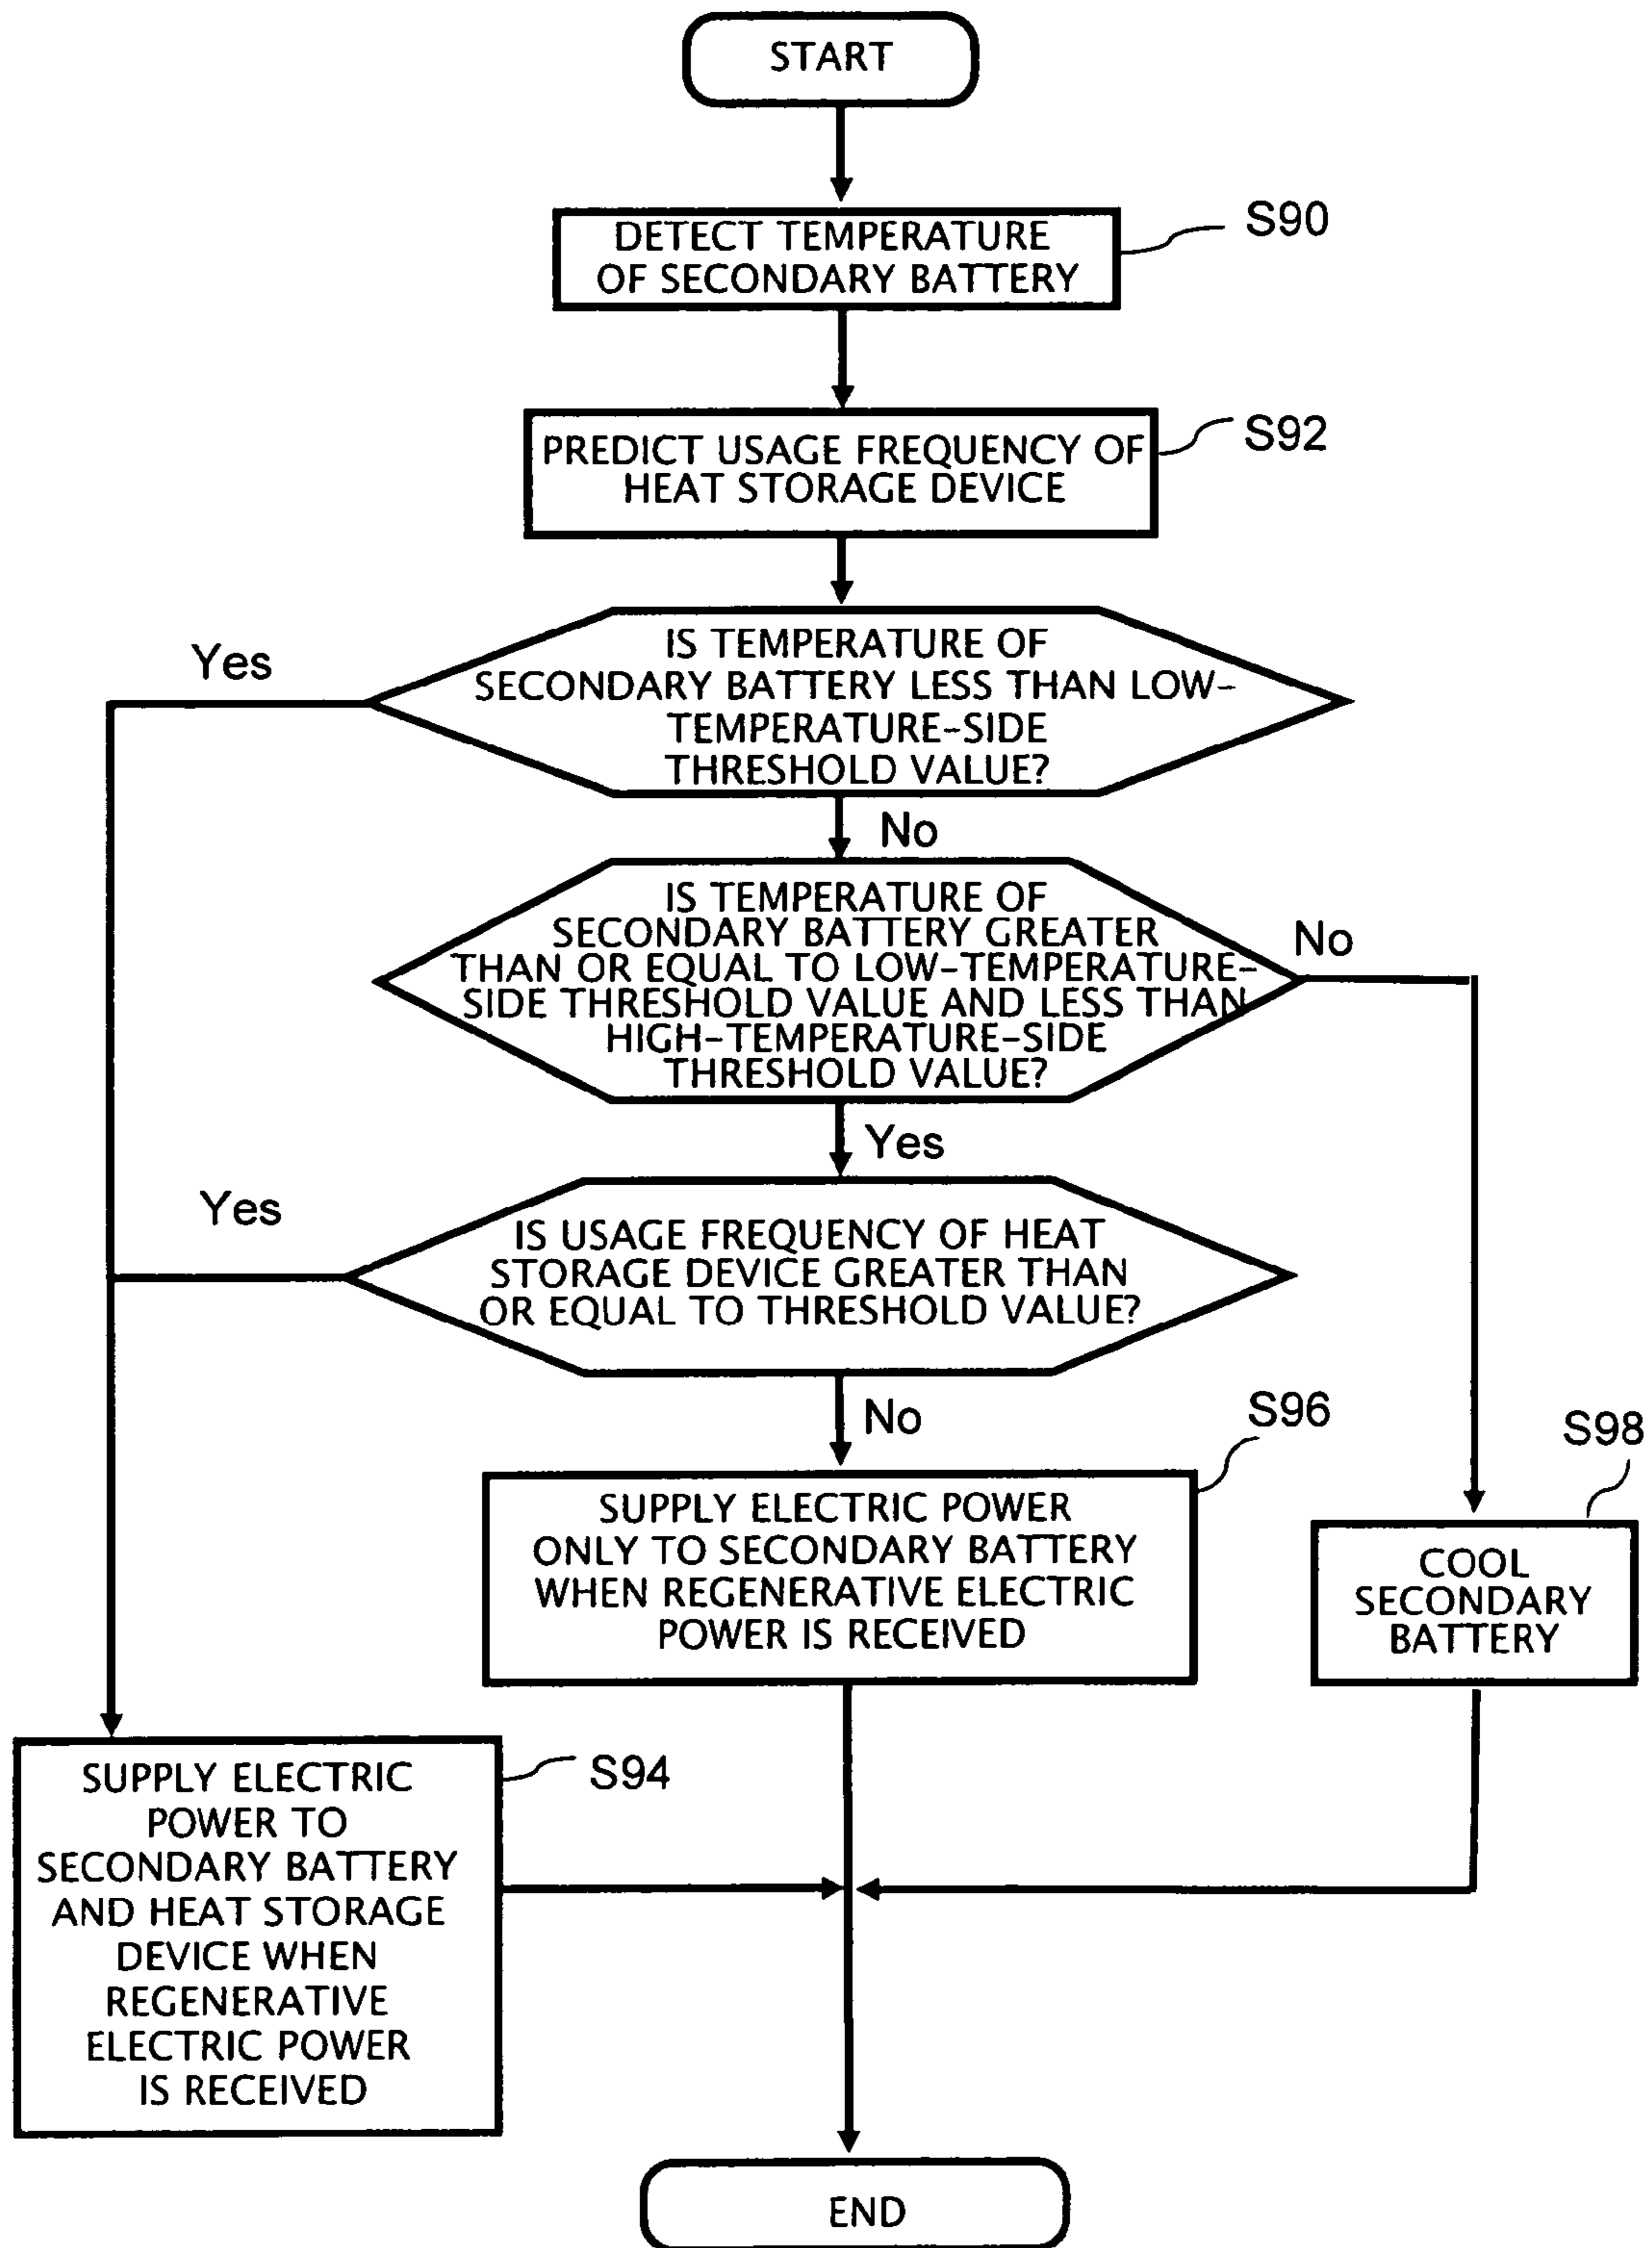 START
DETECT TEMPERATURE
OF SECONDARY BATTERY
S90
PREDICT USAGE FREQUENCY OF
HEAT STORAGE DEVICE
S92
IS TEMPERATURE OF
SECONDARY BATTERY LESS THAN LOW-
TEMPERATURE-SIDE
THRESHOLD VALUE?
Yes
No
IS TEMPERATURE OF
SECONDARY BATTERY GREATER
THAN OR EQUAL TO LOW-TEMPERATURE-
SIDE THRESHOLD VALUE AND LESS THAN
HIGH-TEMPERATURE-SIDE
THRESHOLD VALUE?
No
Yes
IS USAGE FREQUENCY OF HEAT
STORAGE DEVICE GREATER THAN
OR EQUAL TO THRESHOLD VALUE?
Yes
No
SUPPLY ELECTRIC POWER
ONLY TO SECONDARY BATTERY
WHEN REGENERATIVE ELECTRIC
POWER IS RECEIVED
S96
COOL
SECONDARY
BATTERY
S98
SUPPLY ELECTRIC
POWER TO
SECONDARY BATTERY
AND HEAT STORAGE
DEVICE WHEN
REGENERATIVE
ELECTRIC POWER
IS RECEIVED
S94
END